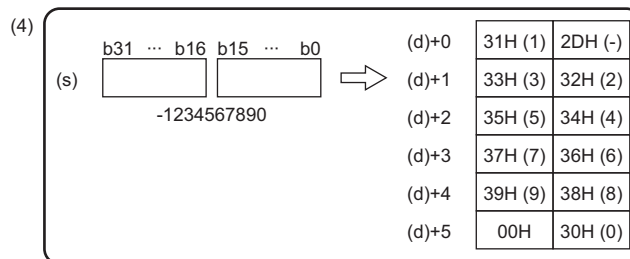 (4)
b31 ··· b16 b15 ··· b0
(s)
-1234567890
(d)+0 31H (1) 2DH (-)
(d)+1 33H (3) 32H (2)
(d)+2 35H (5) 34H (4)
(d)+3 37H (7) 36H (6)
(d)+4 39H (9) 38H (8)
(d)+5 00H 30H (0)